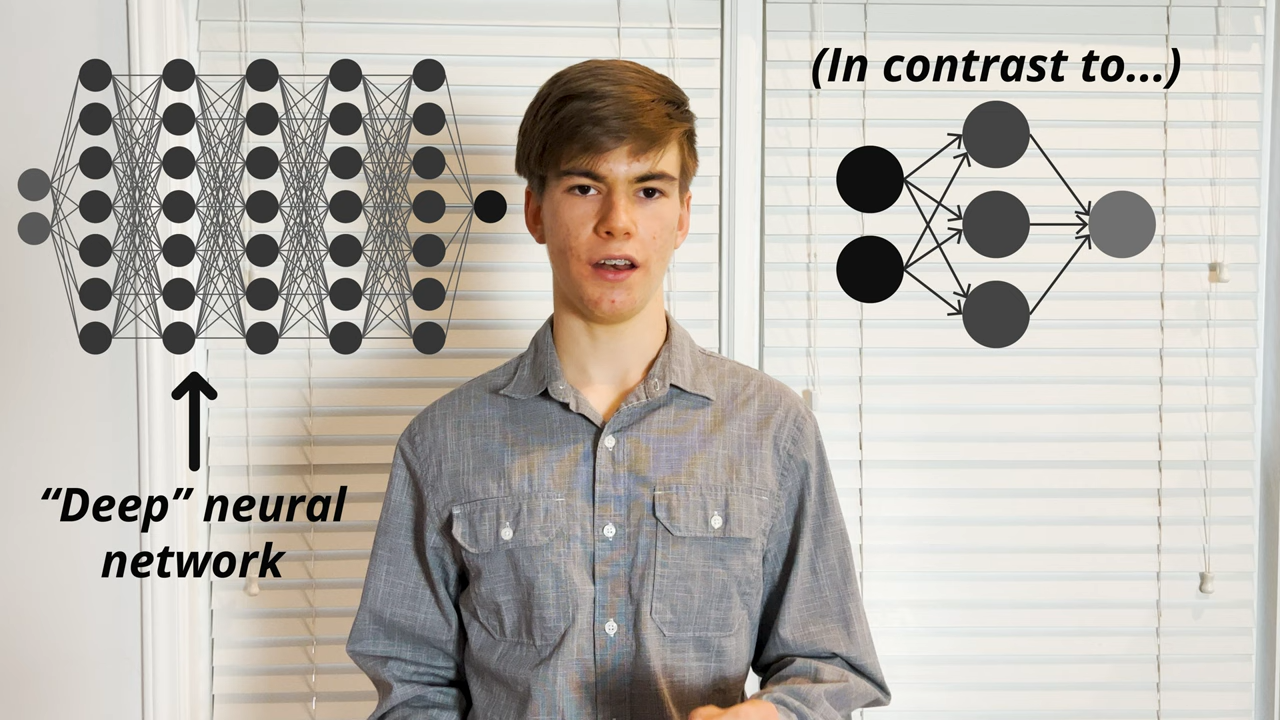 (In contrast to...)
“Deep” neural
network